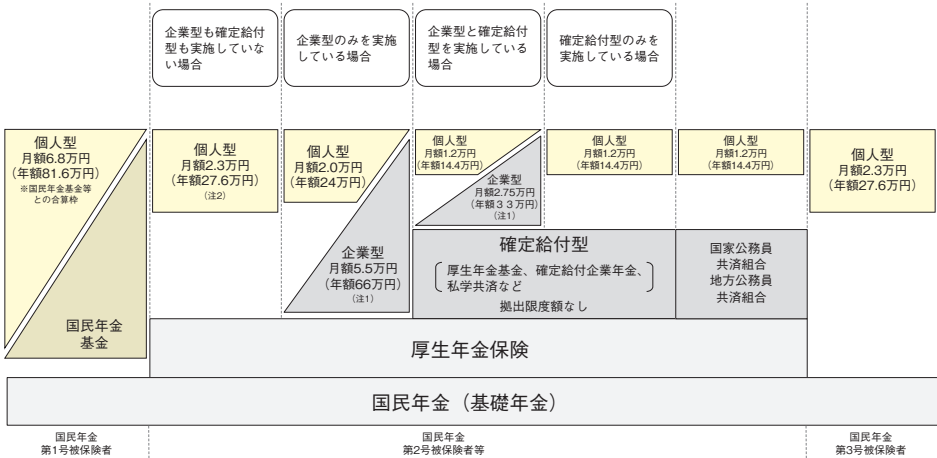 企業型も確定給付
型も実施していな
い場合
企業型のみを実施
している場合
企業型と確定給付
型を実施している
場合
確定給付型のみを
実施している場合
個人型
月額6.8万円
（年額81.6万円）
※国民年金基金等
との合算枠
国民年金
基金
個人型
月額2.3万円
（年額27.6万円）
（注2）
個人型
月額2.0万円
（年額24万円）
企業型
月額5.5万円
（年額66万円）
（注1）
個人型
月額1.2万円
（年額14.4万円）
企業型
月額2.75万円
（年額３３万円）
（注1）
個人型
月額1.2万円
（年額14.4万円）
個人型
月額1.2万円
（年額14.4万円）
個人型
月額2.3万円
（年額27.6万円）
確定給付型
厚生年金基金、確定給付企業年金、
私学共済など
拠出限度額なし
国家公務員
共済組合
地方公務員
共済組合
厚生年金保険
国民年金（基礎年金）
国民年金
第1号被保険者
国民年金
第2号被保険者等
国民年金
第3号被保険者